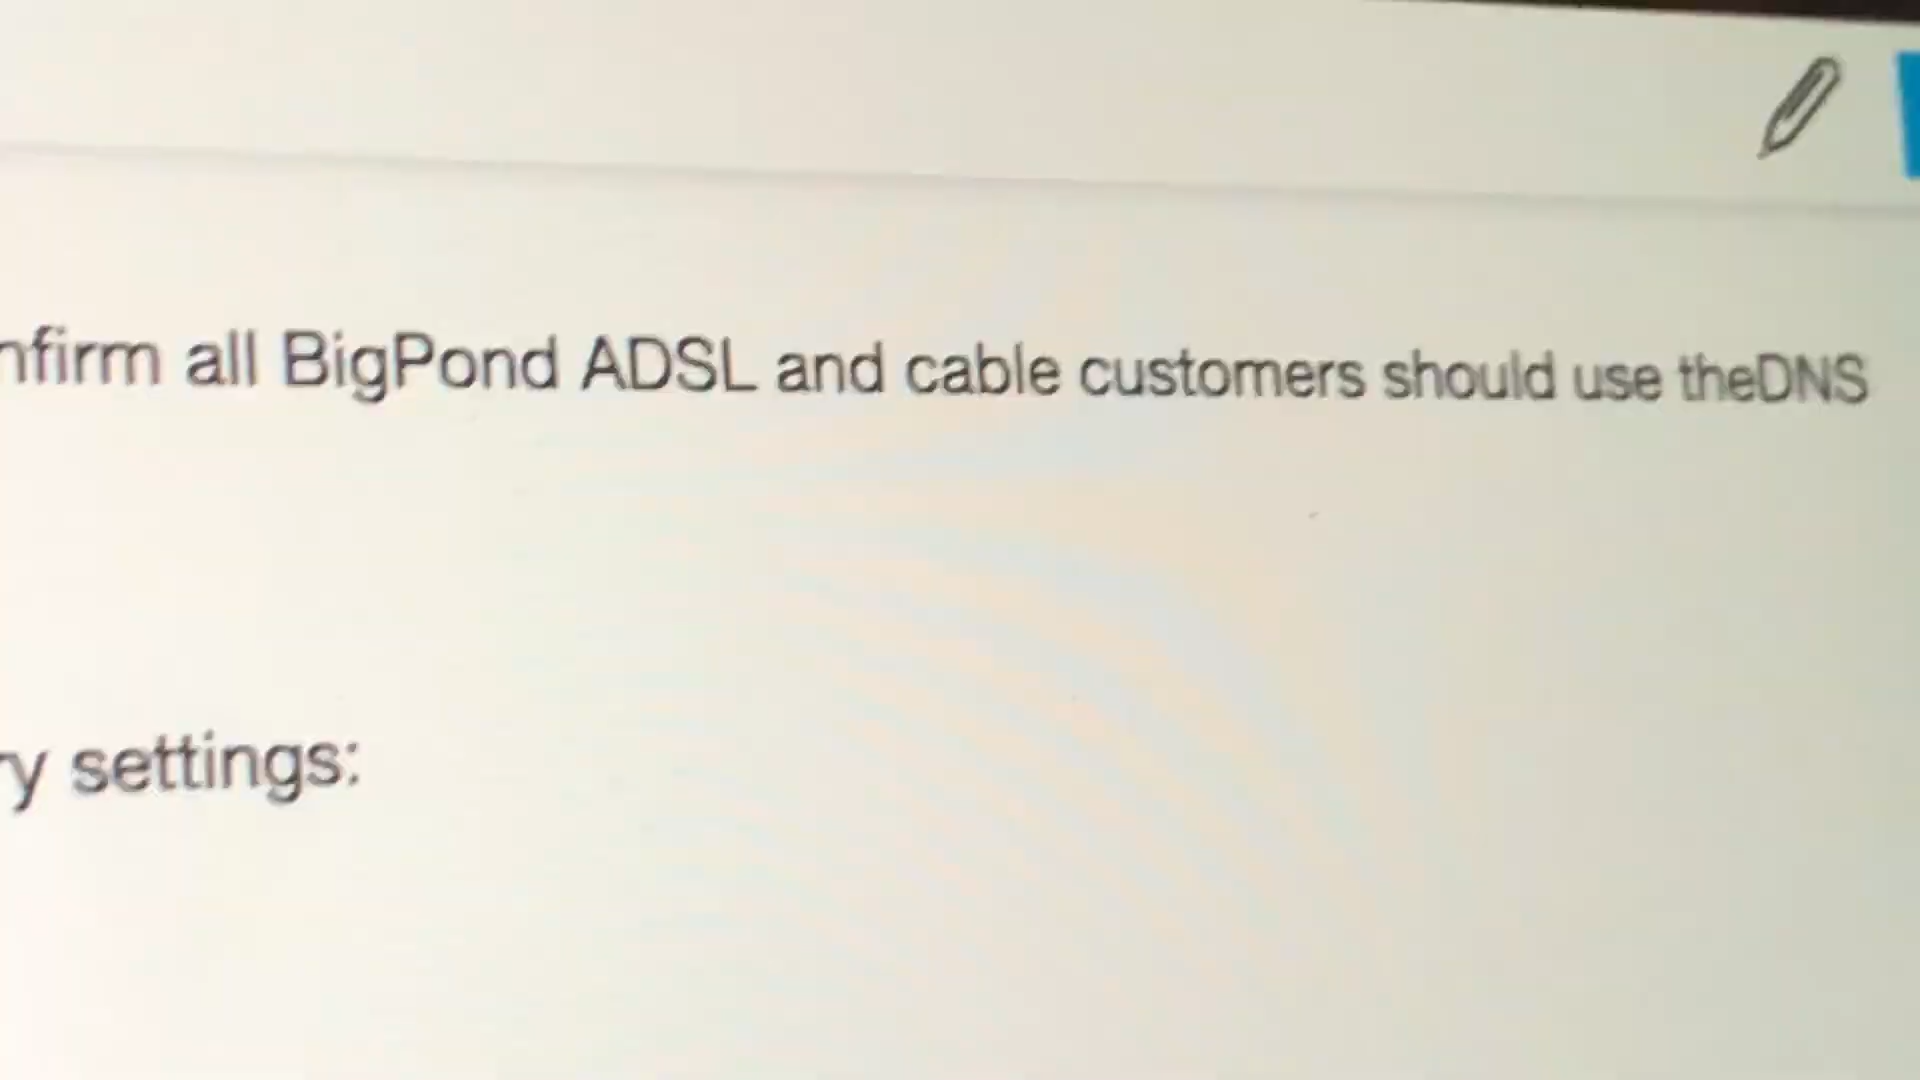 nfirm all BigPond ADSL and cable customers should use theDNS
y settings: